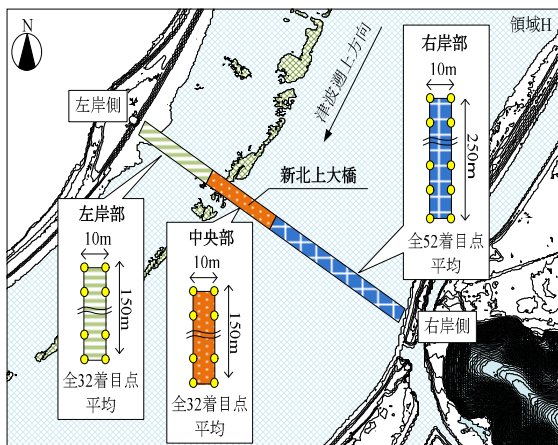 N
領域H
津波遡上方向
左岸側
新北上大橋
右岸部
10m
250m
全52着目点
平均
左岸部
10m
150m
全32着目点
平均
中央部
10m
150m
全32着目点
平均
右岸側